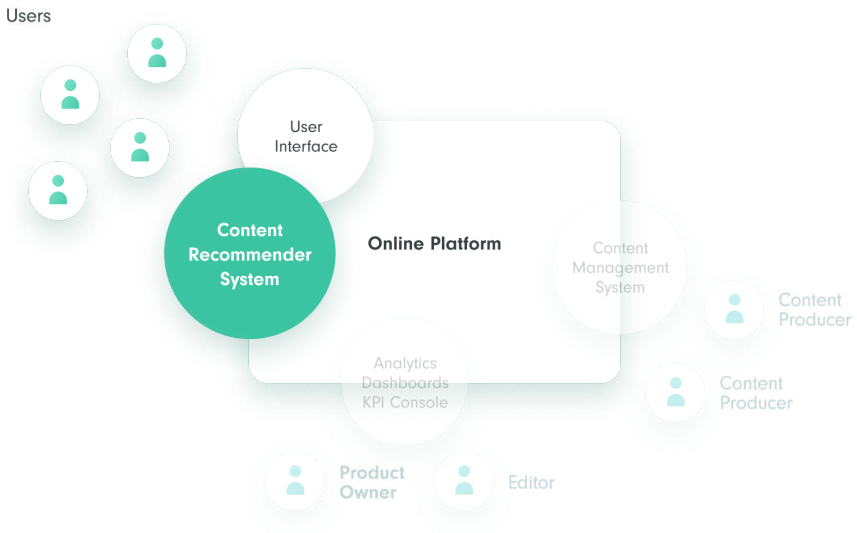 Users
User
Interface
Content
Recommender
System
Online Platform
Content
Management
System
Content
Producer
Content
Producer
Analytics
Dashboards
KPI Console
Product
Owner
Editor